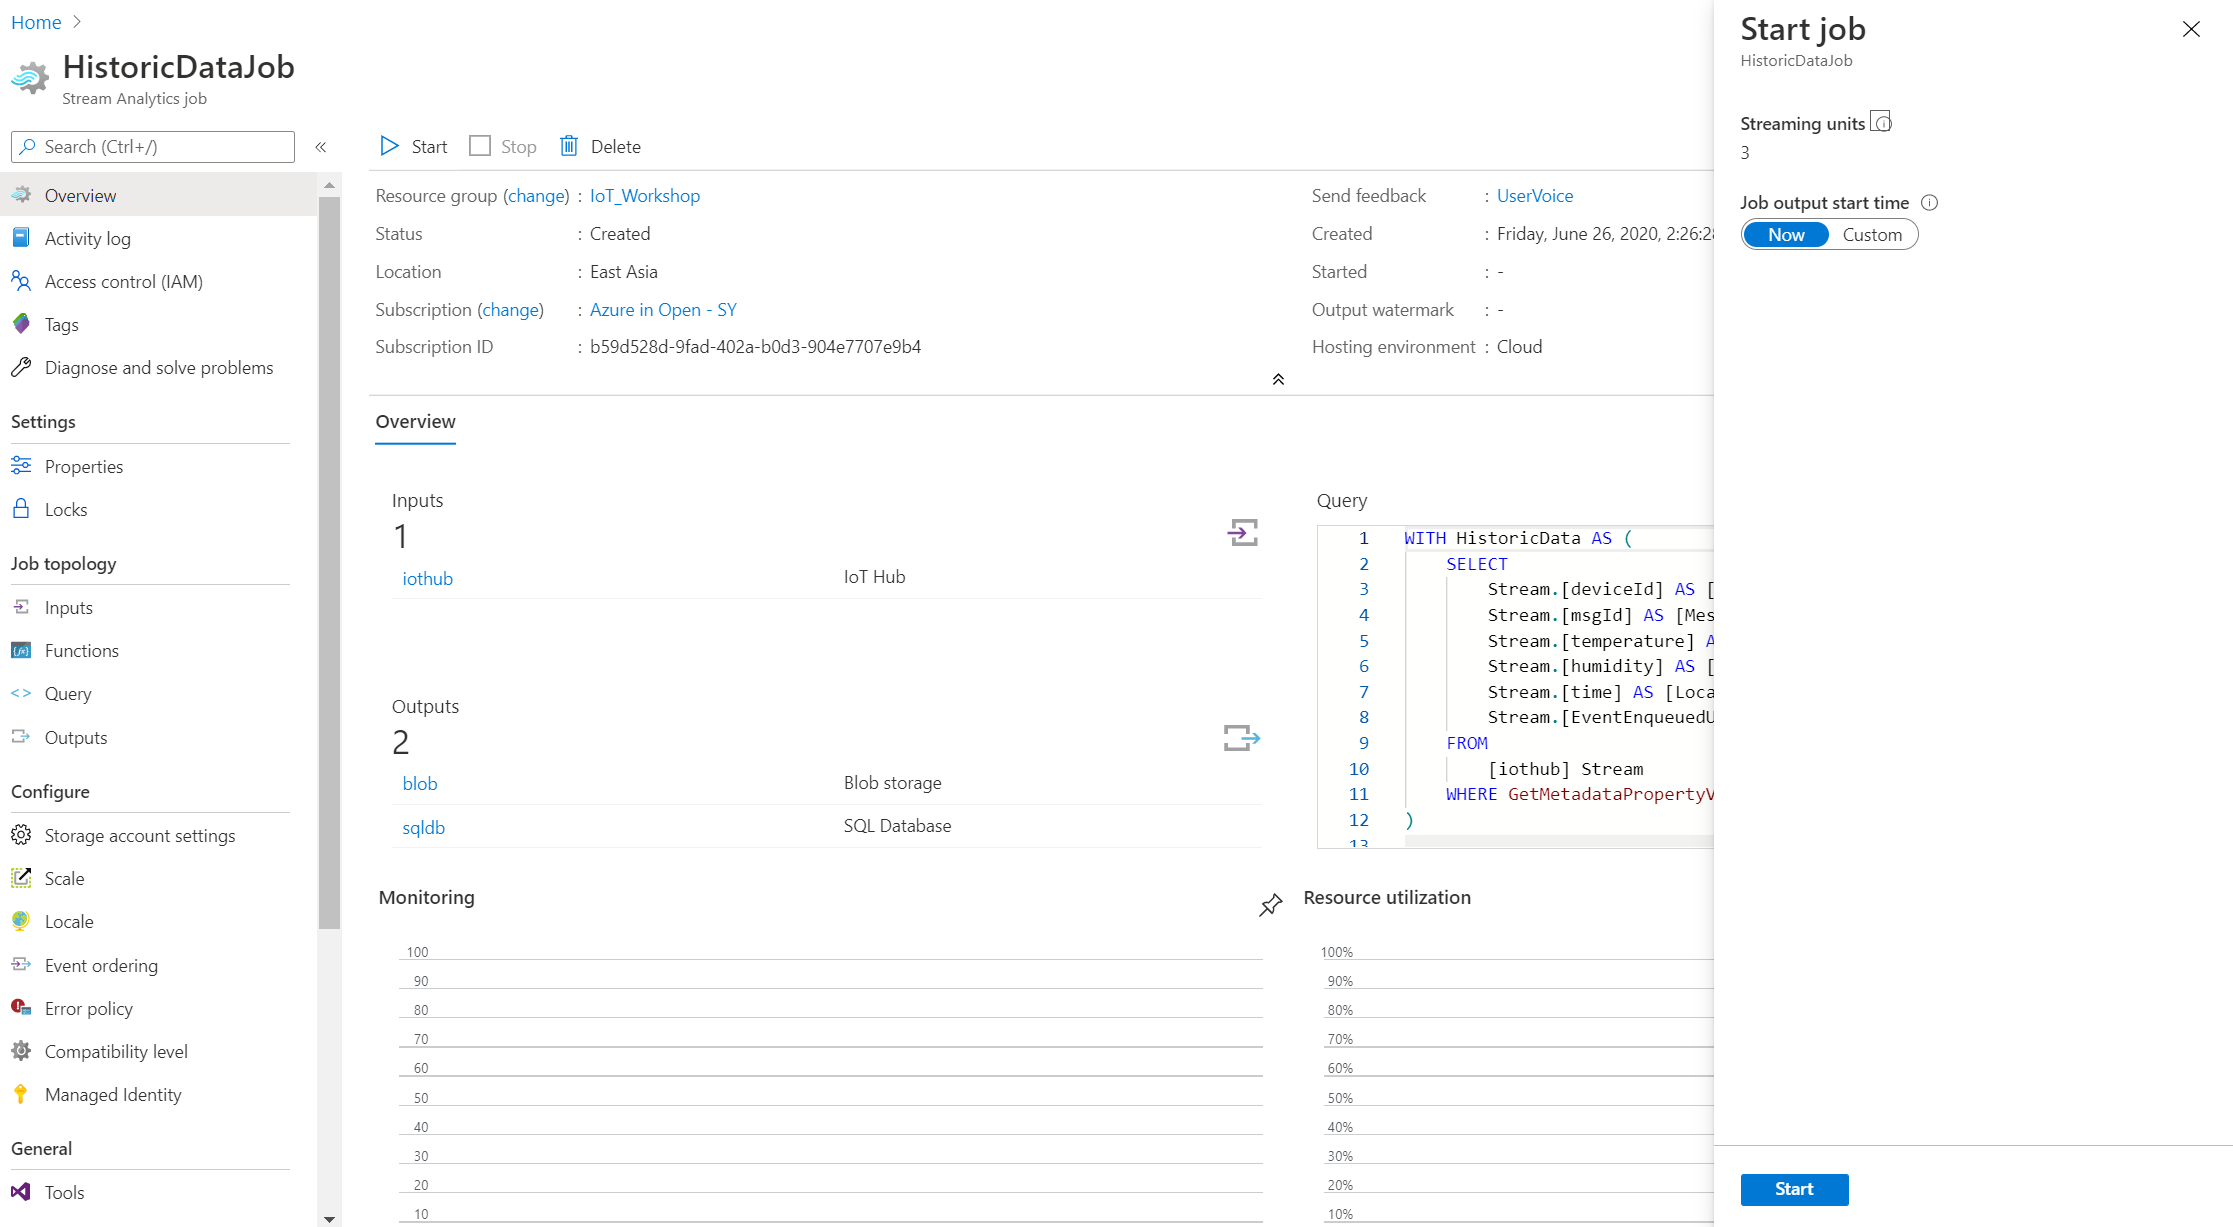 Home
HistoricDataJob
Stream Analytics job
Search (Ctrl+/)
Overview
Activity log
Access control (IAM)
Tags
Diagnose and solve problems
Settings
Properties
Locks
Job topology
Inputs
Functions
Query
Outputs
Configure
Storage account settings
Scale
Locale
Event ordering
Error policy
Compatibility level
Managed Identity
General
Tools
Start Stop Delete
Resource group (change) : IoT_Workshop
Status : Created
Location : East Asia
Subscription (change) : Azure in Open - SY
Subscription ID : b59d528d-9fad-402a-b0d3-904e7707e9b4
Send feedback : UserVoice
Created : Friday, June 26, 2020, 2:26:28
Started : -
Output watermark : -
Hosting environment : Cloud
Overview
Inputs
1
iothub IoT Hub
Outputs
2
blob Blob storage
sqldb SQL Database
Query
1 WITH HistoricData AS (
2 SELECT
3 Stream.[deviceId] AS [
4 Stream.[msgId] AS [Mes
5 Stream.[temperature] A
6 Stream.[humidity] AS [
7 Stream.[time] AS [Loca
8 Stream.[EventEnqueuedU
9 FROM
10 [iothub] Stream
11 WHERE GetMetadataPropertyV
12 )
13
Monitoring
100
90
80
70
60
50
40
30
20
10
Resource utilization
100%
90%
80%
70%
60%
50%
40%
30%
20%
10%
Start job
HistoricDataJob
Streaming units
3
Job output start time
Now Custom
Start